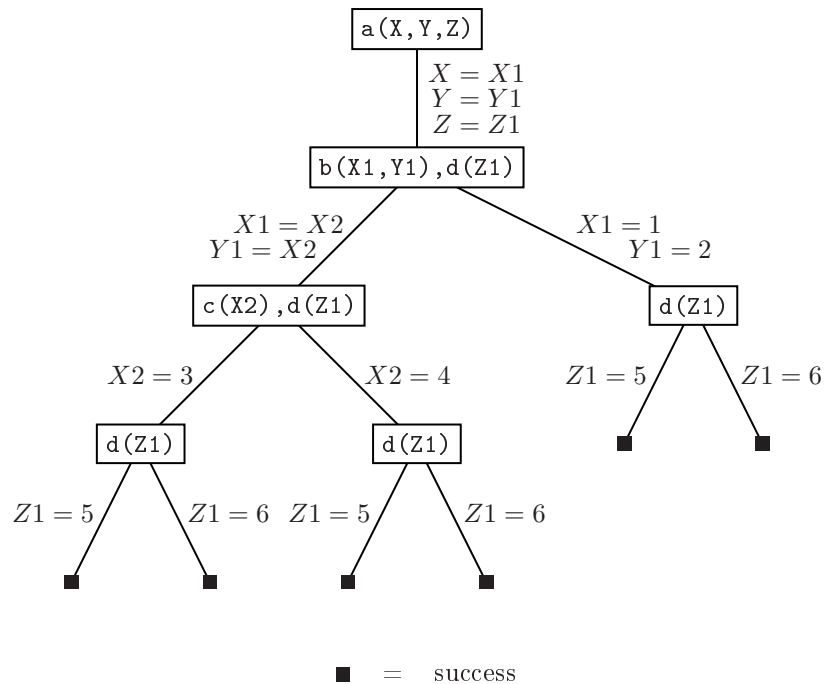 a(X,Y,Z)
X = X1
Y = Y1
Z = Z1
b(X1,Y1),d(Z1)
X1 = X2
Y1 = X2
X1 = 1
Y1 = 2
c(X2),d(Z1)
d(Z1)
X2 = 3
X2 = 4
Z1 = 5
Z1 = 6
d(Z1)
d(Z1)
Z1 = 5
Z1 = 6
Z1 = 5
Z1 = 6
= success